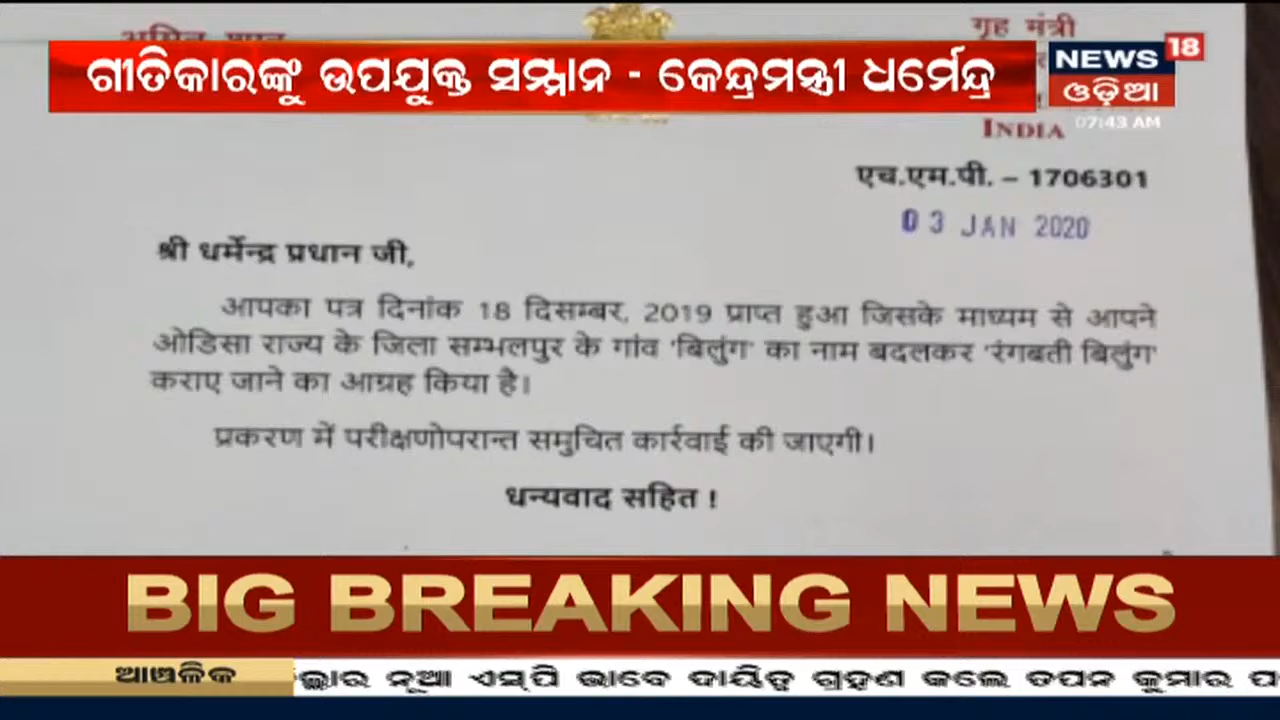 गृह मंत्री
ଗୀତିକାରଙ୍କୁ ଉପଯୁକ୍ତ ସମ୍ମାନ - କେନ୍ଦ୍ରମନ୍ତ୍ରୀ ଧର୍ମେନ୍ଦ୍ର
NEWS 18
ଓଡ଼ିଆ
07:43 AM
INDIA
एच.एम.पी. – 1706301
03 JAN 2020
श्री धर्मेन्द्र प्रधान जी,
आपका पत्र दिनांक 18 दिसम्बर, 2019 प्राप्त हुआ जिसके माध्यम से आपने
ओडिसा राज्य के जिला सम्भलपुर के गांव 'बिलुंग' का नाम बदलकर 'रंगबती बिलुंग'
कराए जाने का आग्रह किया है।
प्रकरण में परीक्षणोपरान्त समुचित कार्रवाई की जाएगी।
धन्यवाद सहित !
BIG BREAKING NEWS
ଆଞ୍ଚଳିକ
ନୂଆ ଏସ୍‌ପି ଭାବେ ଦାୟିତ୍ୱ ଗ୍ରହଣ କଲେ ତପନ କୁମାର